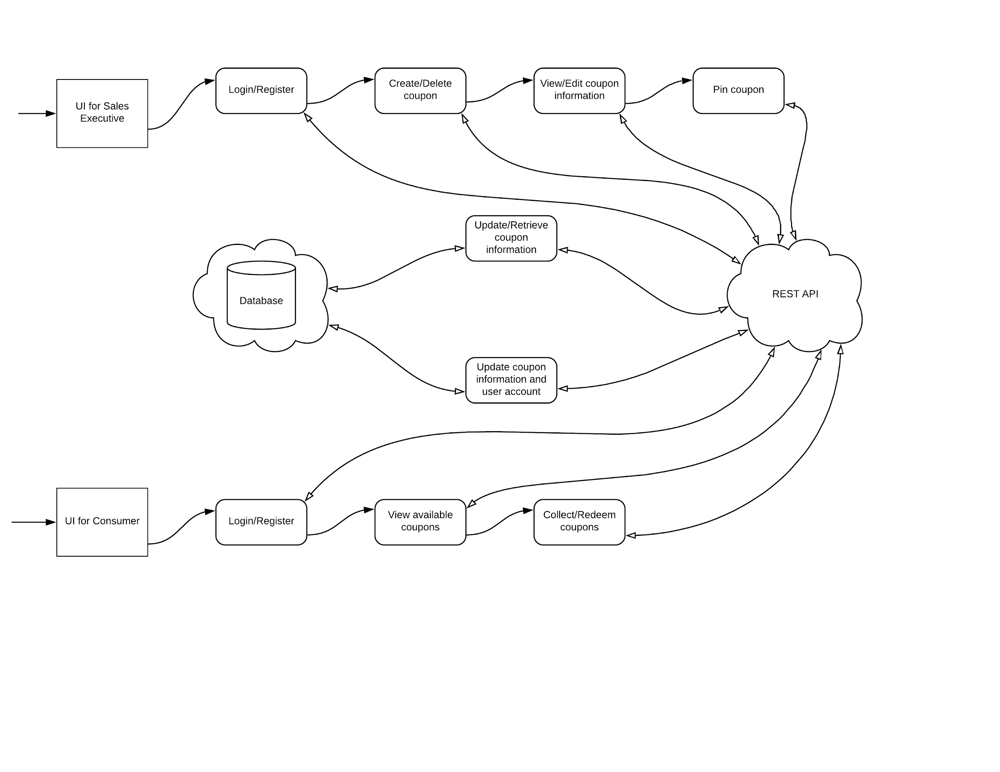 UI for Sales
Executive
Login/Register
Create/Delete
coupon
View/Edit coupon
information
Pin coupon
Update/Retrieve
coupon
information
Database
REST API
Update coupon
information and
user account
UI for Consumer
Login/Register
View available
coupons
Collect/Redeem
coupons